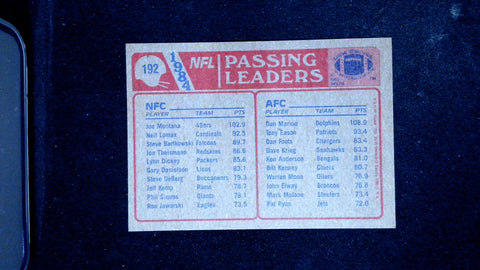 192
1984
NFL
PASSING
LEADERS
NFC
PLAYER TEAM PTS
Joe Montana 49ers 102.9
Neil Lomax Cardinals 92.5
Steve Bartkowski Falcons 89.7
Joe Theismann Redskins 86.6
Lynn Dickey Packers 85.6
Gary Danielson Lions 83.1
Steve DeBerg Buccaneers 79.3
Jeff Kemp Rams 78.7
Phil Simms Giants 78.1
Ron Jaworski Eagles 73.5
AFC
PLAYER TEAM PTS
Dan Marino Dolphins 108.9
Tony Eason Patriots 93.4
Dan Fouts Chargers 83.4
Dave Krieg Seahawks 83.3
Ken Anderson Bengals 81.0
Bill Kenney Chiefs 80.7
Warren Moon Oilers 76.9
John Elway Broncos 76.8
Mark Malone Steelers 73.4
Pat Ryan Jets 72.0